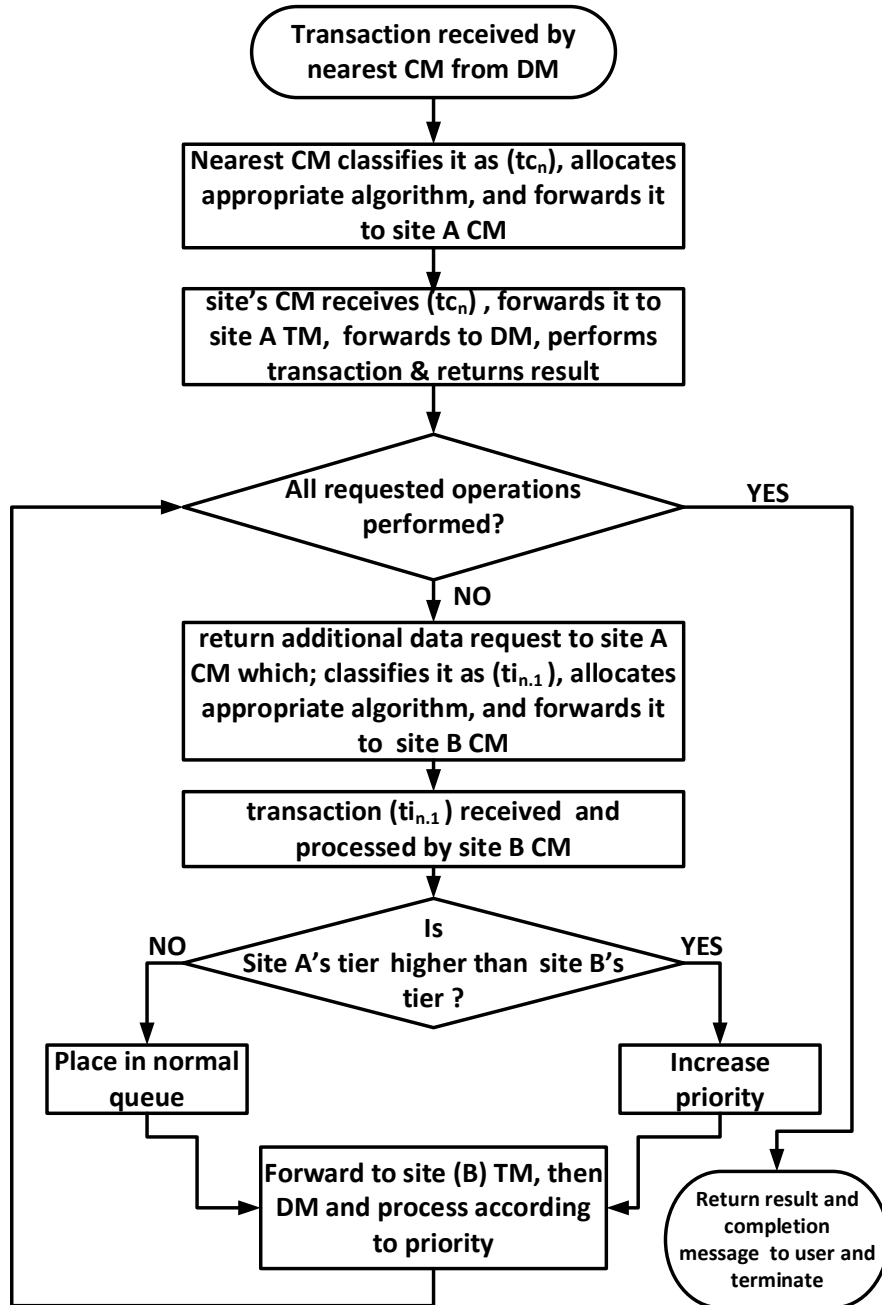 Transaction received by
nearest CM from DM
Nearest CM classifies it as (tcn), allocates
appropriate algorithm, and forwards it
to site A CM
site's CM receives (tcn) , forwards it to
site A TM, forwards to DM, performs
transaction & returns result
All requested operations
performed?
YES
NO
return additional data request to site A
CM which; classifies it as (tin.1), allocates
appropriate algorithm, and forwards it
to site B CM
transaction (tin.1) received and
processed by site B CM
Is
Site A's tier higher than site B's
tier ?
NO
YES
Place in normal
queue
Increase
priority
Forward to site (B) TM, then
DM and process according
to priority
Return result and
completion
message to user and
terminate